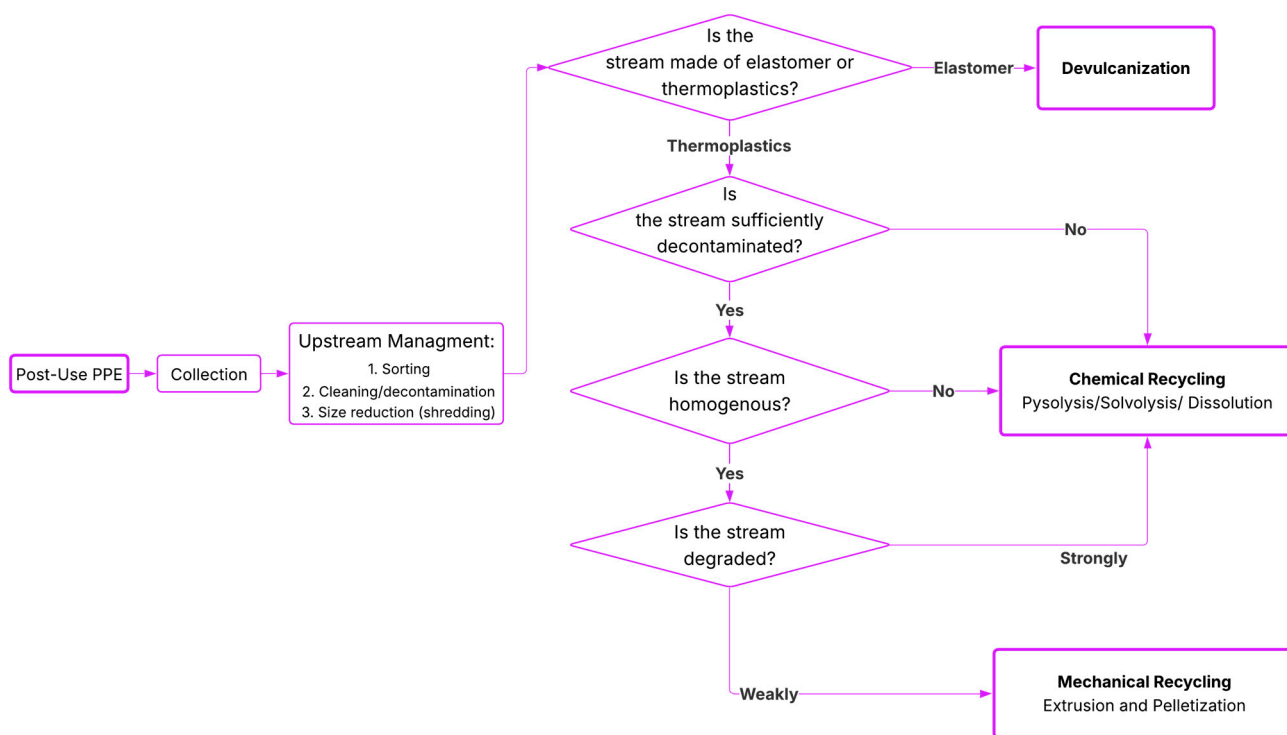 Is the
stream made of elastomer or
thermoplastics?
Elastomer
Devulcanization
Thermoplastics
Is
the stream sufficiently
decontaminated?
No
Yes
Post-Use PPE
Collection
Upstream Managment:
1. Sorting
2. Cleaning/decontamination
3. Size reduction (shredding)
Is the stream
homogenous?
No
Chemical Recycling
Pysolysis/Solvolysis/ Dissolution
Yes
Is the stream
degraded?
Strongly
Weakly
Mechanical Recycling
Extrusion and Pelletization